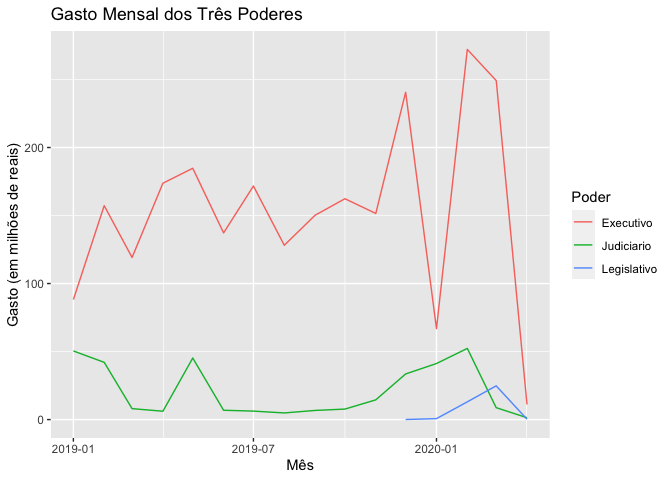 Gasto Mensal dos Três Poderes
Gasto (em milhões de reais)
200
100
0
2019-01
2019-07
2020-01
Mês
Poder
Executivo
Judiciario
Legislativo